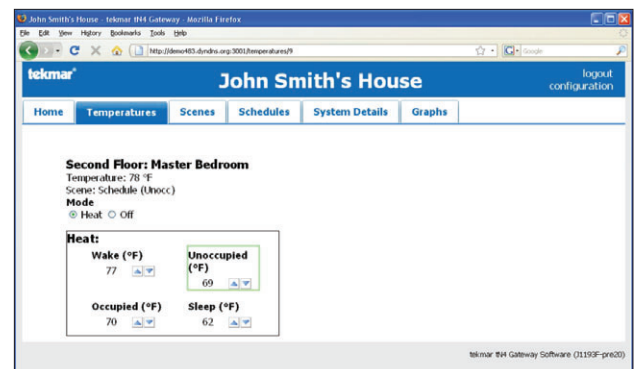 John Smith's House - tekmar tN4 Gateway - Mozilla Firefox
File Edit View History Bookmarks Tools Help
http://demo483.dyndns.org:3001/temperatures/9
Google
tekmar®
John Smith's House
logout
configuration
Home Temperatures Scenes Schedules System Details Graphs
Second Floor: Master Bedroom
Temperature: 78 °F
Scene: Schedule (Unocc)
Mode
Heat Off
Heat:
Wake (°F)
77
Unoccupied
(°F)
69
Occupied (°F) Sleep (°F)
70 62
tekmar tN4 Gateway Software (J1193F-pre20)